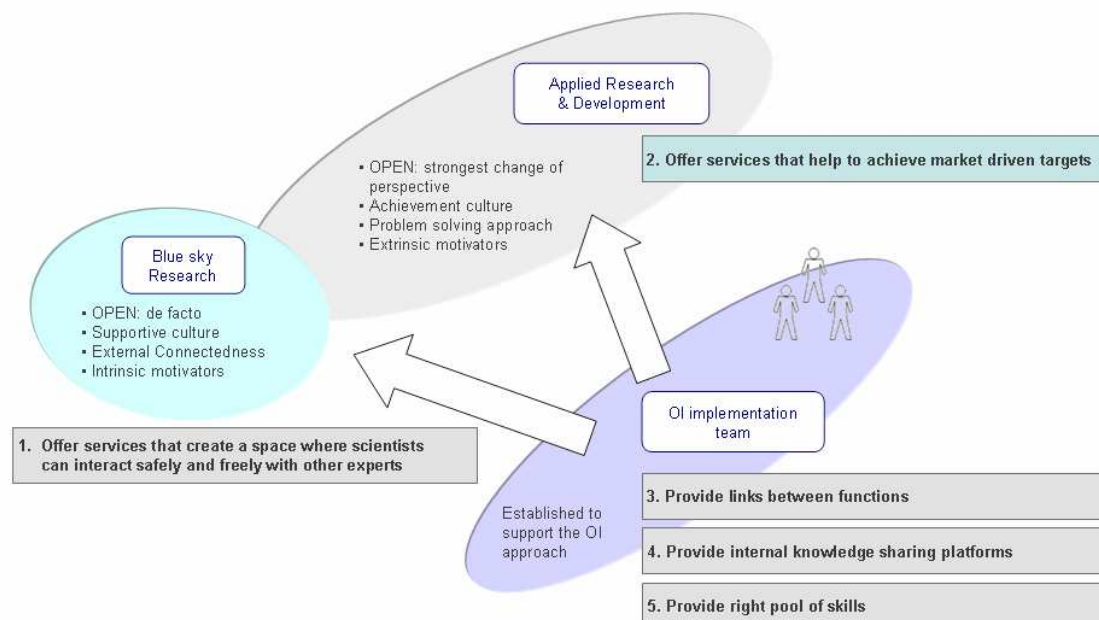 Applied Research
& Development
2. Offer services that help to achieve market driven targets
▪ OPEN: strongest change of
perspective
▪ Achievement culture
▪ Problem solving approach
▪ Extrinsic motivators
Blue sky
Research
▪ OPEN: de facto
▪ Supportive culture
▪ External Connectedness
▪ Intrinsic motivators
1. Offer services that create a space where scientists
can interact safely and freely with other experts
OI implementation
team
Established to
support the OI
approach
3. Provide links between functions
4. Provide internal knowledge sharing platforms
5. Provide right pool of skills